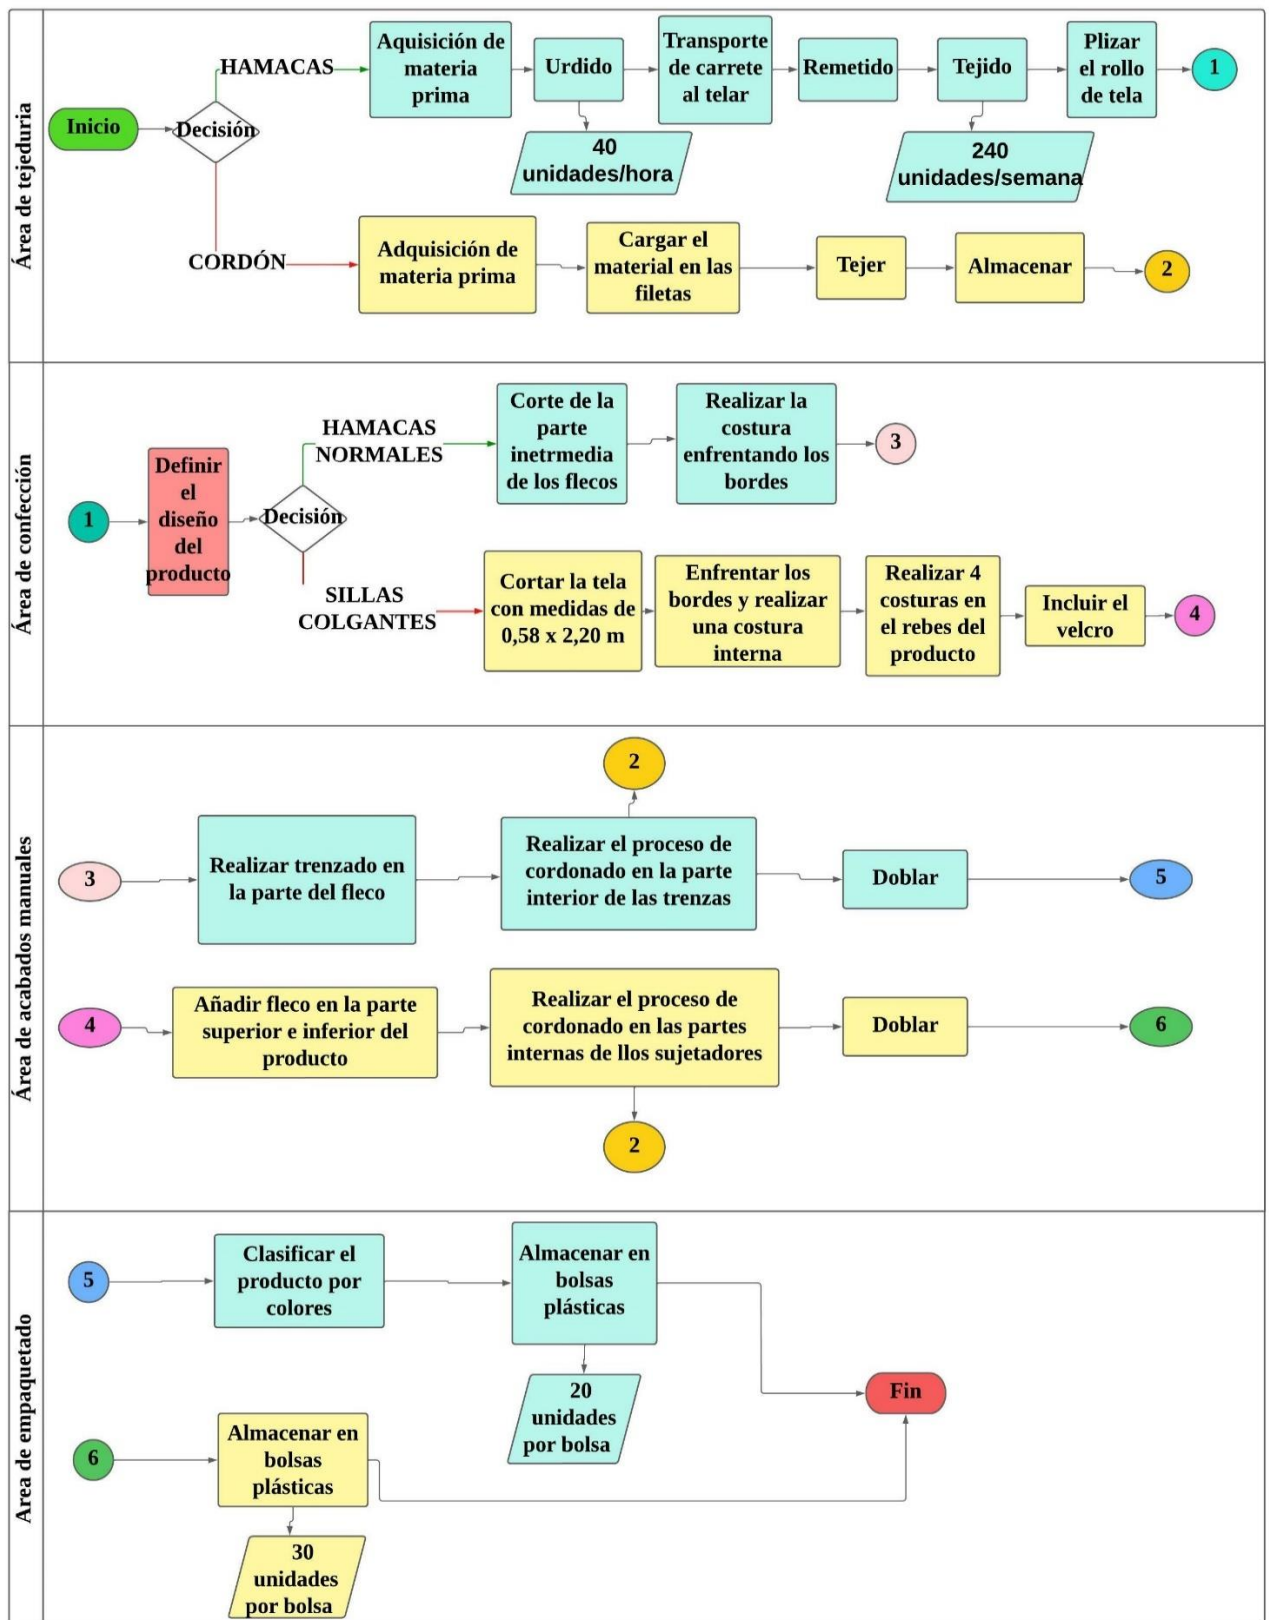 Área de tejeduria
Inicio
Decisión
HAMACAS
Aquisición de
materia
prima
Urdido
40
unidades/hora
Transporte
de carrete
al telar
Remetido
Tejido
240
unidades/semana
Plizar
el rollo
de tela
1
CORDÓN
Adquisición de
materia prima
Cargar el
material en las
filetas
Tejer
Almacenar
2
Área de confección
1
Definir
el
diseño
del
producto
Decisión
HAMACAS
NORMALES
Corte de la
parte
inetrmedia
de los flecos
Realizar la
costura
enfrentando los
bordes
3
SILLAS
COLGANTES
Cortar la tela
con medidas de
0,58 x 2,20 m
Enfrentar los
bordes y realizar
una costura
interna
Realizar 4
costuras en
el rebes del
producto
Incluir el
velcro
4
Área de acabados manuales
2
3
Realizar trenzado en
la parte del fleco
Realizar el proceso de
cordonado en la parte
interior de las trenzas
Doblar
5
4
Añadir fleco en la parte
superior e inferior del
producto
Realizar el proceso de
cordonado en las partes
internas de llos sujetadores
Doblar
6
2
Area de empaquetado
5
Clasificar el
producto por
colores
Almacenar en
bolsas
plásticas
20
unidades
por bolsa
Fin
6
Almacenar en
bolsas
plásticas
30
unidades
por bolsa